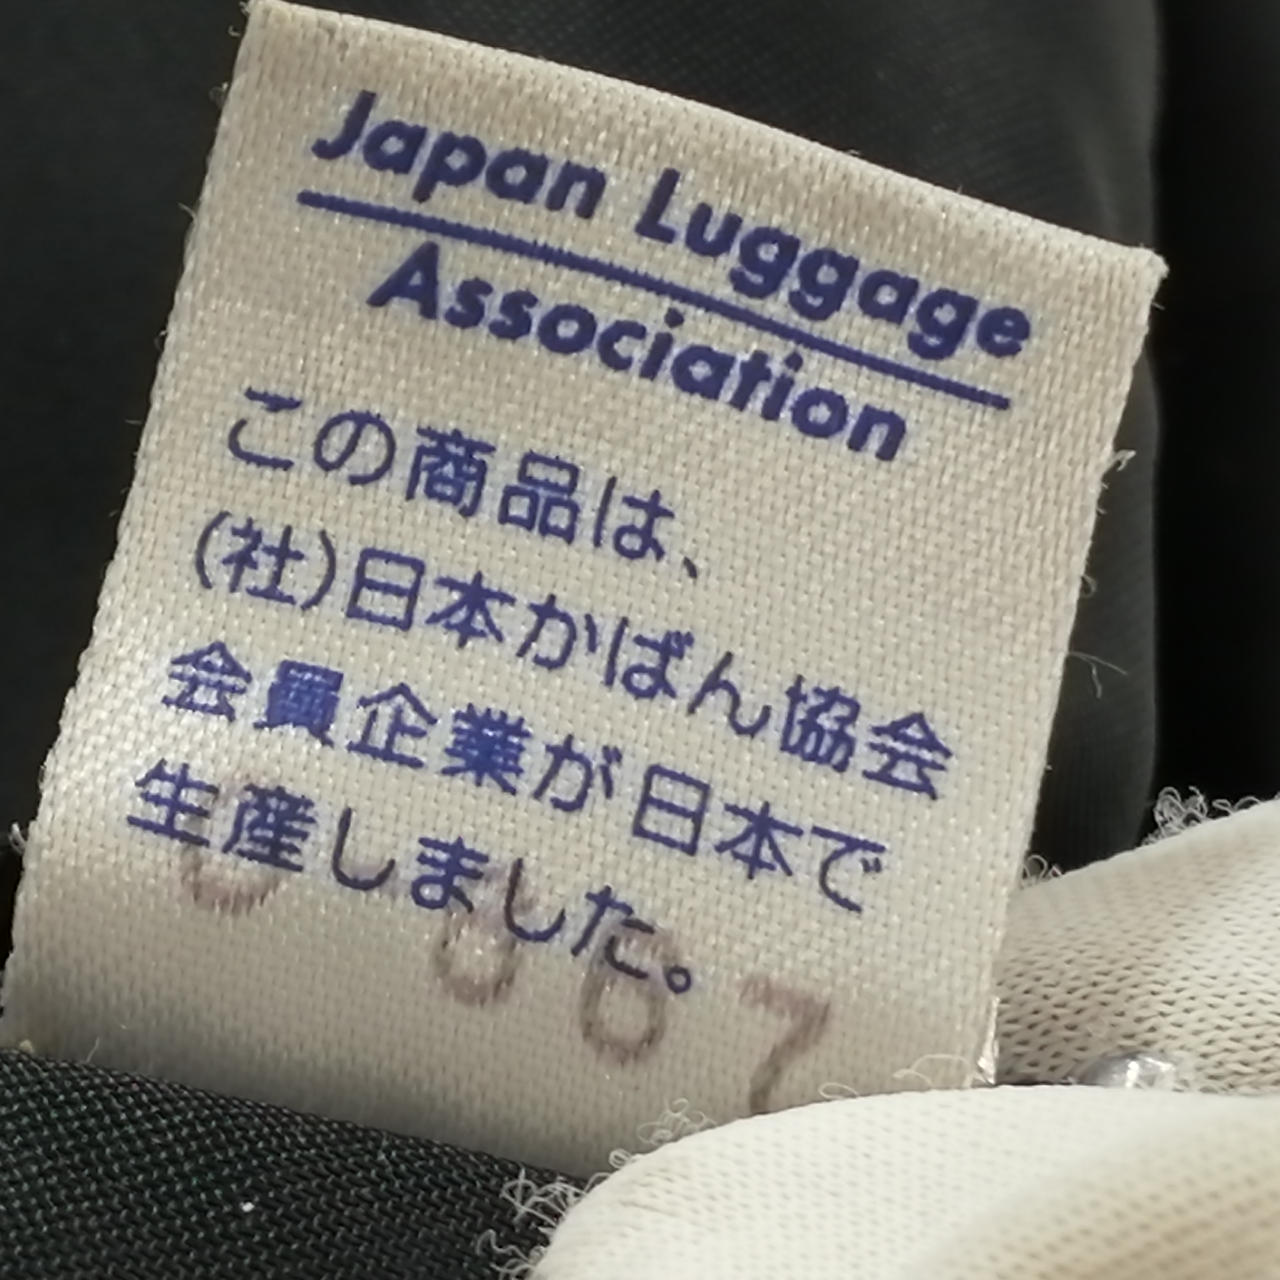 Japan Luggage
Association
この商品は、
(社)日本かばん協会
会員企業が日本で
生産しました。